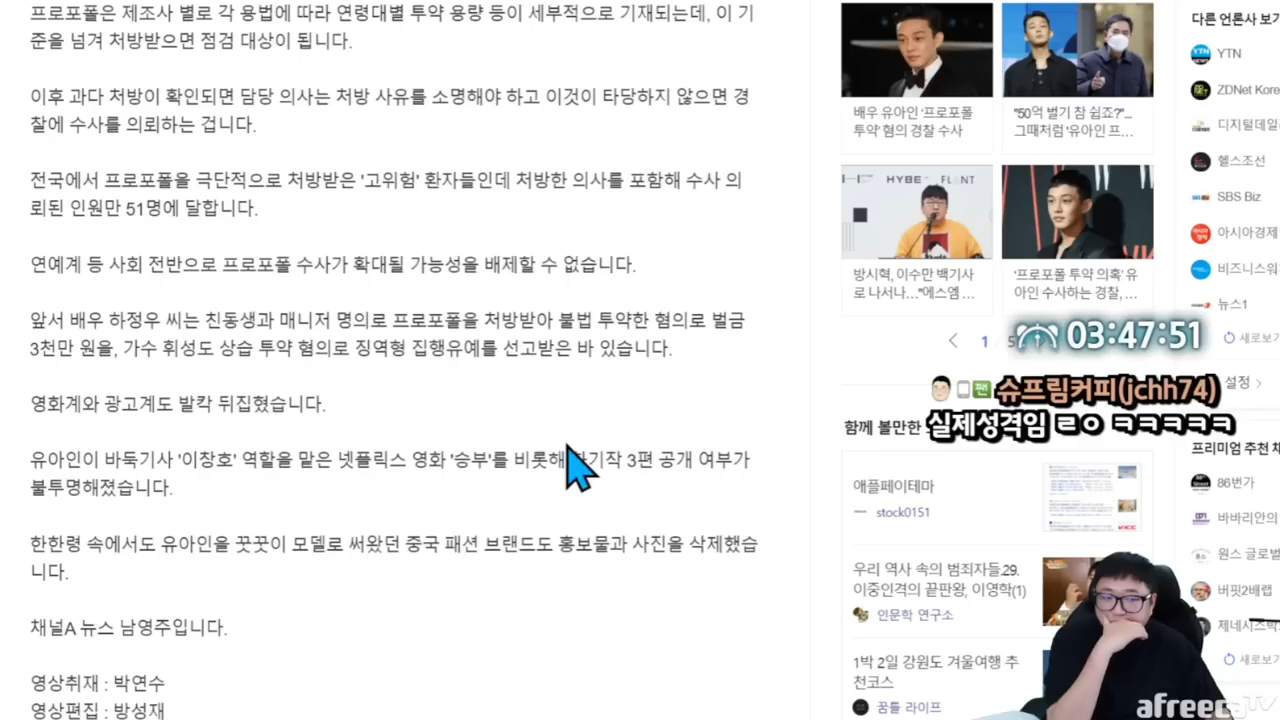 프로포폴은 제조사 별로 각 용법에 따라 연령대별 투약 용량 등이 세부적으로 기재되는데, 이 기
준을 넘겨 처방받으면 점검 대상이 됩니다.
이후 과다 처방이 확인되면 담당 의사는 처방 사유를 소명해야 하고 이것이 타당하지 않으면 경
찰에 수사를 의뢰하는 겁니다.
전국에서 프로포폴을 극단적으로 처방받은 '고위험' 환자들인데 처방한 의사를 포함해 수사 의
뢰된 인원만 51명에 달합니다.
연예계 등 사회 전반으로 프로포폴 수사가 확대될 가능성을 배제할 수 없습니다.
앞서 배우 하정우 씨는 친동생과 매니저 명의로 프로포폴을 처방받아 불법 투약한 혐의로 벌금
3천만 원을, 가수 휘성도 상습 투약 혐의로 징역형 집행유예를 선고받은 바 있습니다.
영화계와 광고계도 발칵 뒤집혔습니다.
유아인이 바둑기사 '이창호' 역할을 맡은 넷플릭스 영화 '승부'를 비롯해 차기작 3편 공개 여부가
불투명해졌습니다.
한한령 속에서도 유아인을 꿋꿋이 모델로 써왔던 중국 패션 브랜드도 홍보물과 사진을 삭제했습
니다.
채널A 뉴스 남영주입니다.
영상취재 : 박연수
영상편집 : 방성재
배우 유아인 '프로포폴
투약' 혐의 경찰 수사
"50억 벌기 참 쉽죠?"...
그때처럼 '유아인 프...
HYBE FLNT
방시혁, 이수만 백기사
로 나서나…"에스엠 ...
'프로포폴 투약 의혹' 유
아인 수사하는 경찰, ...
1
03:47:51
팬 슈프림커피(jchh74)
실제성격임 ㄹㅇ ㅋㅋㅋㅋㅋ
함께 볼만한
애플페이테마
stock0151
우리 역사 속의 범죄자들.29.
이중인격의 끝판왕, 이영학(1)
인문학 연구소
1박 2일 강원도 겨울여행 추
천코스
꿈틀 라이프
다른 언론사 보기
YTN
ZDNet Kore
디지털데일
헬스조선
SBS Biz
아시아경제
비즈니스워
뉴스1
새로보기
설정
프리미엄 추천 채
86번가
바바리안의
원스 글로벌
버핏2배랩
제네시스박
새로보기
afreecaTV